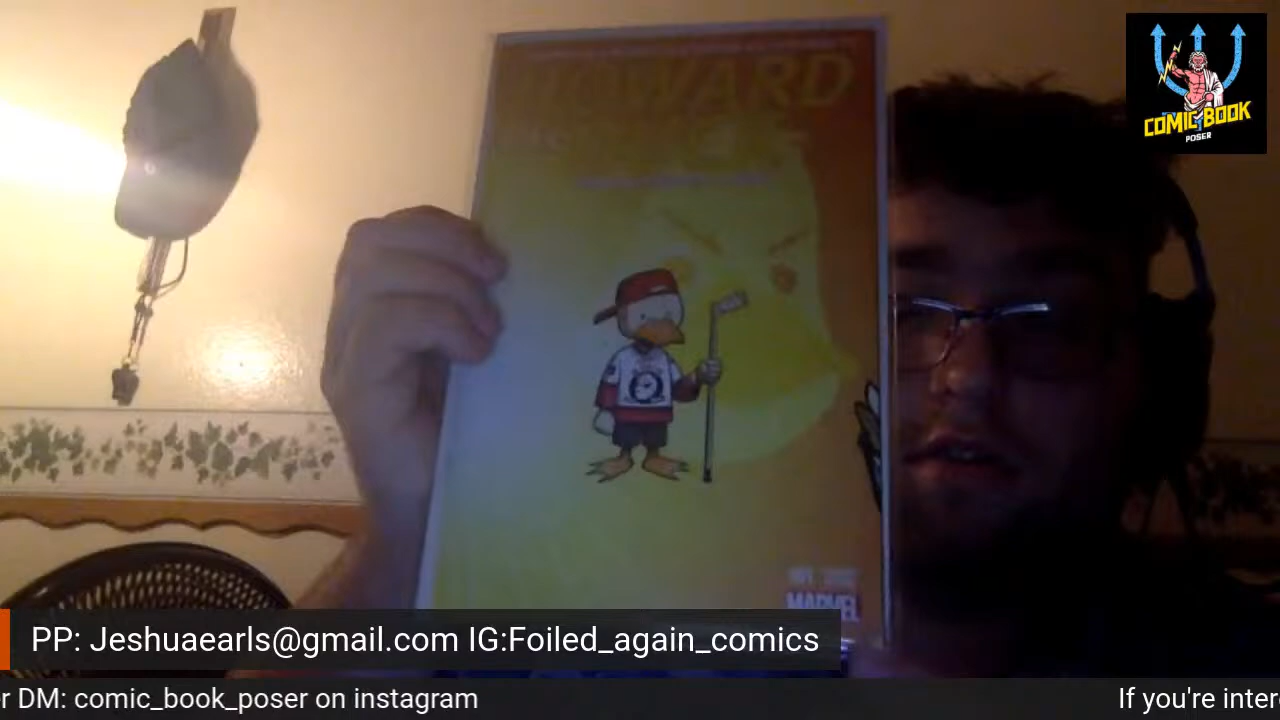 COMIC BOOK
POSER
HOWARD
MARVEL
PP: Jeshuaearls@gmail.com IG:Foiled_again_comics
r DM: comic_book_poser on instagram
If you're inter